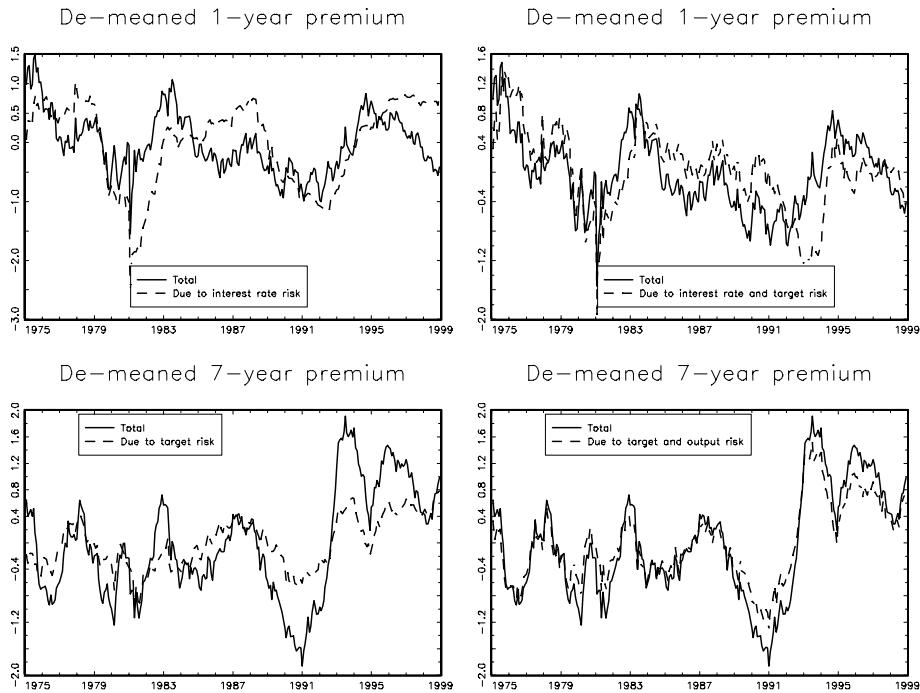 De-meaned 1-year premium
1.5
1.0
0.5
0.0
-1.0
-2.0
-3.0
Total
Due to interest rate risk
1975 1979 1983 1987 1991 1995 1999
De-meaned 1-year premium
1.6
1.2
0.4
-0.4
-1.2
-2.0
Total
Due to interest rate and target risk
1975 1979 1983 1987 1991 1995 1999
De-meaned 7-year premium
2.0
1.6
1.2
0.8
0.4
-0.4
-1.2
-2.0
Total
Due to target risk
1975 1979 1983 1987 1991 1995 1999
De-meaned 7-year premium
2.0
1.6
1.2
0.8
0.4
-0.4
-1.2
-2.0
Total
Due to target and output risk
1975 1979 1983 1987 1991 1995 1999